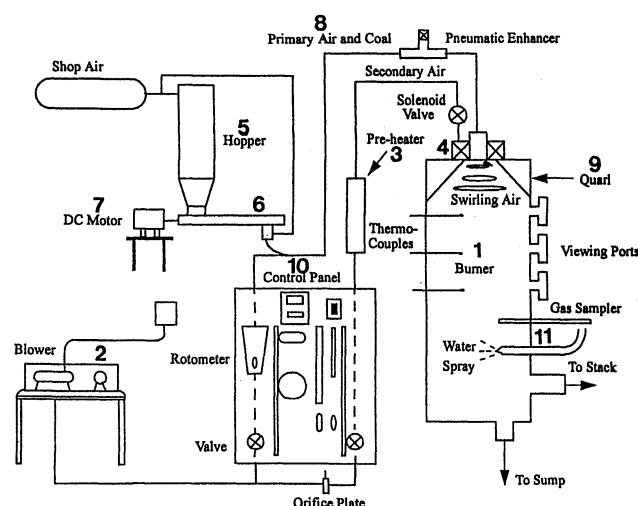 8
Primary Air and Coal
Pneumatic Enhancer
Shop Air
Secondary Air
Solenoid
Valve
5
Hopper
Pre-heater
3
4
9
Quarl
Swirling Air
7
DC Motor
6
Thermo-
Couples
1
Burner
Viewing Ports
10
Control Panel
Gas Sampler
Blower
2
Rotometer
Water
Spray
11
To Stack
Valve
To Sump
Orifice Plate